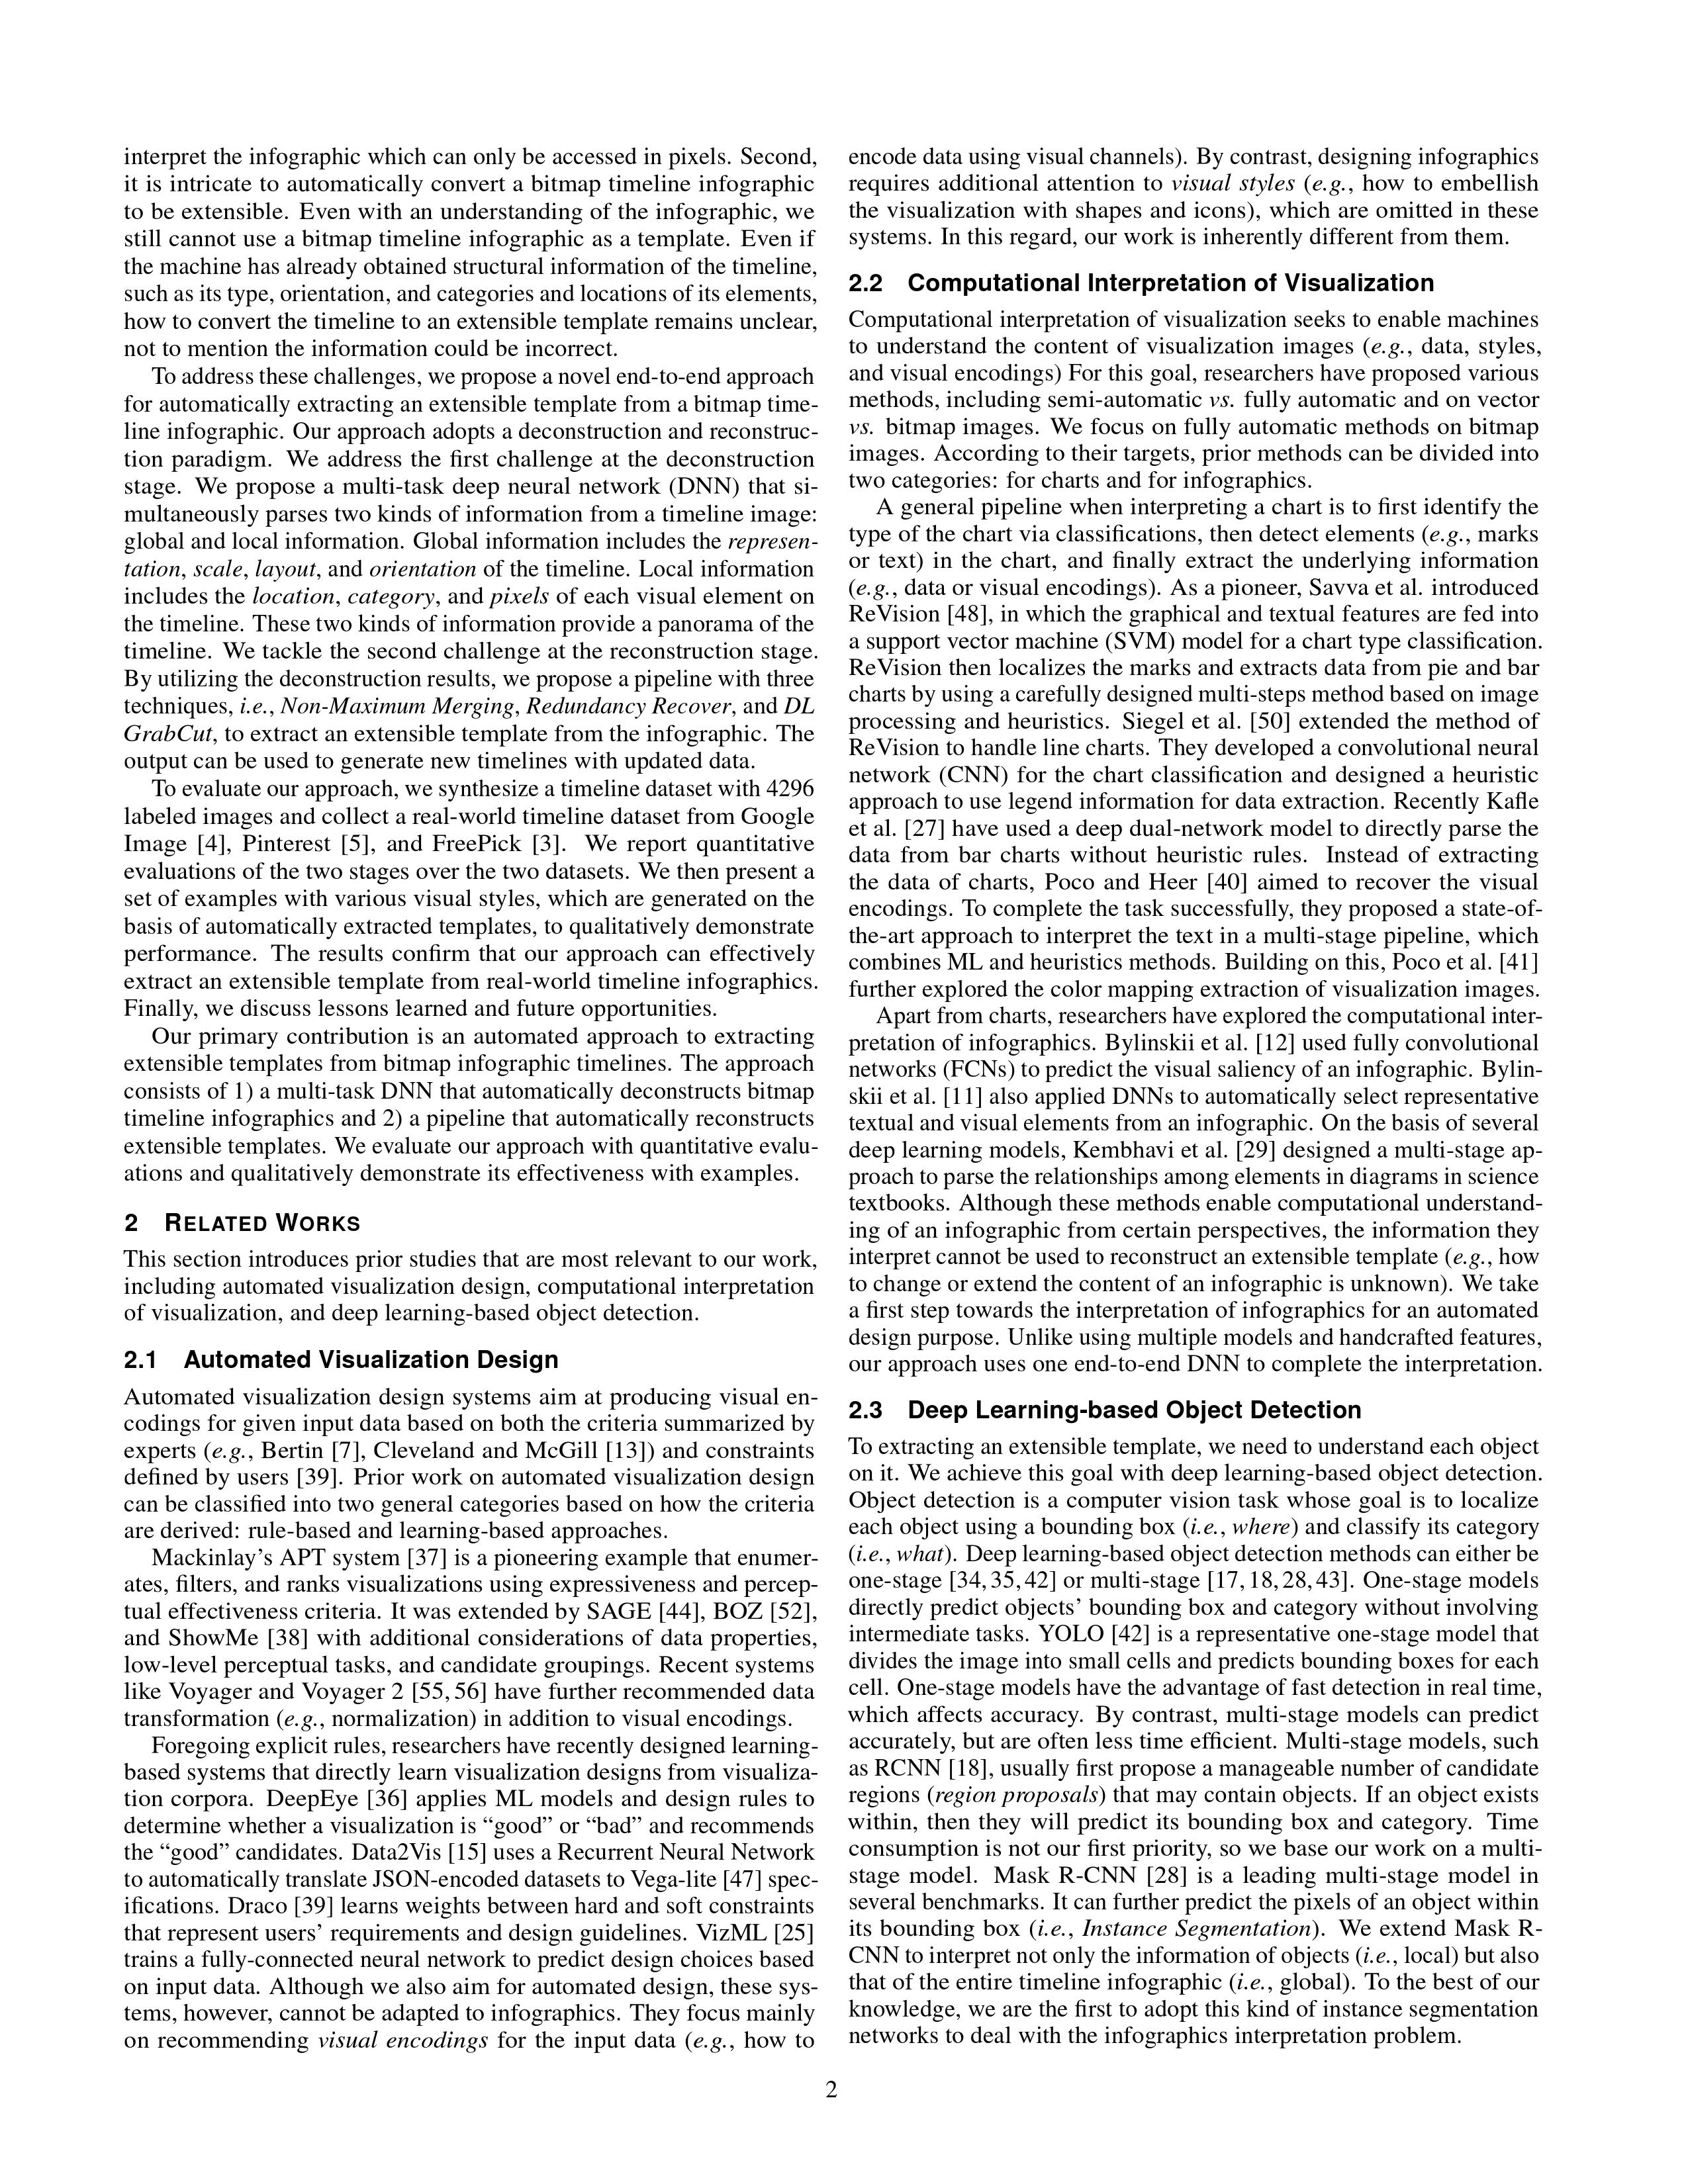 interpret the infographic which can only be accessed in pixels. Second,
it is intricate to automatically convert a bitmap timeline infographic
to be extensible. Even with an understanding of the infographic, we
still cannot use a bitmap timeline infographic as a template. Even if
the machine has already obtained structural information of the timeline,
such as its type, orientation, and categories and locations of its elements,
how to convert the timeline to an extensible template remains unclear,
not to mention the information could be incorrect.
To address these challenges, we propose a novel end-to-end approach
for automatically extracting an extensible template from a bitmap time-
line infographic. Our approach adopts a deconstruction and reconstruc-
tion paradigm. We address the first challenge at the deconstruction
stage. We propose a multi-task deep neural network (DNN) that si-
multaneously parses two kinds of information from a timeline image:
global and local information. Global information includes the represen-
tation, scale, layout, and orientation of the timeline. Local information
includes the location, category, and pixels of each visual element on
the timeline. These two kinds of information provide a panorama of the
timeline. We tackle the second challenge at the reconstruction stage.
By utilizing the deconstruction results, we propose a pipeline with three
techniques, i.e., Non-Maximum Merging, Redundancy Recover, and DL
GrabCut, to extract an extensible template from the infographic. The
output can be used to generate new timelines with updated data.
To evaluate our approach, we synthesize a timeline dataset with 4296
labeled images and collect a real-world timeline dataset from Google
Image [4], Pinterest [5], and FreePick [3]. We report quantitative
evaluations of the two stages over the two datasets. We then present a
set of examples with various visual styles, which are generated on the
basis of automatically extracted templates, to qualitatively demonstrate
performance. The results confirm that our approach can effectively
extract an extensible template from real-world timeline infographics.
Finally, we discuss lessons learned and future opportunities.
Our primary contribution is an automated approach to extracting
extensible templates from bitmap infographic timelines. The approach
consists of 1) a multi-task DNN that automatically deconstructs bitmap
timeline infographics and 2) a pipeline that automatically reconstructs
extensible templates. We evaluate our approach with quantitative evalu-
ations and qualitatively demonstrate its effectiveness with examples.
2 RELATED WORKS
This section introduces prior studies that are most relevant to our work,
including automated visualization design, computational interpretation
of visualization, and deep learning-based object detection.
2.1 Automated Visualization Design
Automated visualization design systems aim at producing visual en-
codings for given input data based on both the criteria summarized by
experts (e.g., Bertin [7], Cleveland and McGill [13]) and constraints
defined by users [39]. Prior work on automated visualization design
can be classified into two general categories based on how the criteria
are derived: rule-based and learning-based approaches.
Mackinlay's APT system [37] is a pioneering example that enumer-
ates, filters, and ranks visualizations using expressiveness and percep-
tual effectiveness criteria. It was extended by SAGE [44], BOZ [52],
and ShowMe [38] with additional considerations of data properties,
low-level perceptual tasks, and candidate groupings. Recent systems
like Voyager and Voyager 2 [55, 56] have further recommended data
transformation (e.g., normalization) in addition to visual encodings.
Foregoing explicit rules, researchers have recently designed learning-
based systems that directly learn visualization designs from visualiza-
tion corpora. DeepEye [36] applies ML models and design rules to
determine whether a visualization is “good” or “bad” and recommends
the “good” candidates. Data2Vis [15] uses a Recurrent Neural Network
to automatically translate JSON-encoded datasets to Vega-lite [47] spec-
ifications. Draco [39] learns weights between hard and soft constraints
that represent users' requirements and design guidelines. VizML [25]
trains a fully-connected neural network to predict design choices based
on input data. Although we also aim for automated design, these sys-
tems, however, cannot be adapted to infographics. They focus mainly
on recommending visual encodings for the input data (e.g., how to
encode data using visual channels). By contrast, designing infographics
requires additional attention to visual styles (e.g., how to embellish
the visualization with shapes and icons), which are omitted in these
systems. In this regard, our work is inherently different from them.
2.2 Computational Interpretation of Visualization
Computational interpretation of visualization seeks to enable machines
to understand the content of visualization images (e.g., data, styles,
and visual encodings) For this goal, researchers have proposed various
methods, including semi-automatic vs. fully automatic and on vector
vs. bitmap images. We focus on fully automatic methods on bitmap
images. According to their targets, prior methods can be divided into
two categories: for charts and for infographics.
A general pipeline when interpreting a chart is to first identify the
type of the chart via classifications, then detect elements (e.g., marks
or text) in the chart, and finally extract the underlying information
(e.g., data or visual encodings). As a pioneer, Savva et al. introduced
ReVision [48], in which the graphical and textual features are fed into
a support vector machine (SVM) model for a chart type classification.
ReVision then localizes the marks and extracts data from pie and bar
charts by using a carefully designed multi-steps method based on image
processing and heuristics. Siegel et al. [50] extended the method of
ReVision to handle line charts. They developed a convolutional neural
network (CNN) for the chart classification and designed a heuristic
approach to use legend information for data extraction. Recently Kafle
et al. [27] have used a deep dual-network model to directly parse the
data from bar charts without heuristic rules. Instead of extracting
the data of charts, Poco and Heer [40] aimed to recover the visual
encodings. To complete the task successfully, they proposed a state-of-
the-art approach to interpret the text in a multi-stage pipeline, which
combines ML and heuristics methods. Building on this, Poco et al. [41]
further explored the color mapping extraction of visualization images.
Apart from charts, researchers have explored the computational inter-
pretation of infographics. Bylinskii et al. [12] used fully convolutional
networks (FCNs) to predict the visual saliency of an infographic. Bylin-
skii et al. [11] also applied DNNs to automatically select representative
textual and visual elements from an infographic. On the basis of several
deep learning models, Kembhavi et al. [29] designed a multi-stage ap-
proach to parse the relationships among elements in diagrams in science
textbooks. Although these methods enable computational understand-
ing of an infographic from certain perspectives, the information they
interpret cannot be used to reconstruct an extensible template (e.g., how
to change or extend the content of an infographic is unknown). We take
a first step towards the interpretation of infographics for an automated
design purpose. Unlike using multiple models and handcrafted features,
our approach uses one end-to-end DNN to complete the interpretation.
2.3 Deep Learning-based Object Detection
To extracting an extensible template, we need to understand each object
on it. We achieve this goal with deep learning-based object detection.
Object detection is a computer vision task whose goal is to localize
each object using a bounding box (i.e., where) and classify its category
(i.e., what). Deep learning-based object detection methods can either be
one-stage [34, 35, 42] or multi-stage [17, 18, 28, 43]. One-stage models
directly predict objects' bounding box and category without involving
intermediate tasks. YOLO [42] is a representative one-stage model that
divides the image into small cells and predicts bounding boxes for each
cell. One-stage models have the advantage of fast detection in real time,
which affects accuracy. By contrast, multi-stage models can predict
accurately, but are often less time efficient. Multi-stage models, such
as RCNN [18], usually first propose a manageable number of candidate
regions (region proposals) that may contain objects. If an object exists
within, then they will predict its bounding box and category. Time
consumption is not our first priority, so we base our work on a multi-
stage model. Mask R-CNN [28] is a leading multi-stage model in
several benchmarks. It can further predict the pixels of an object within
its bounding box (i.e., Instance Segmentation). We extend Mask R-
CNN to interpret not only the information of objects (i.e., local) but also
that of the entire timeline infographic (i.e., global). To the best of our
knowledge, we are the first to adopt this kind of instance segmentation
networks to deal with the infographics interpretation problem.
2